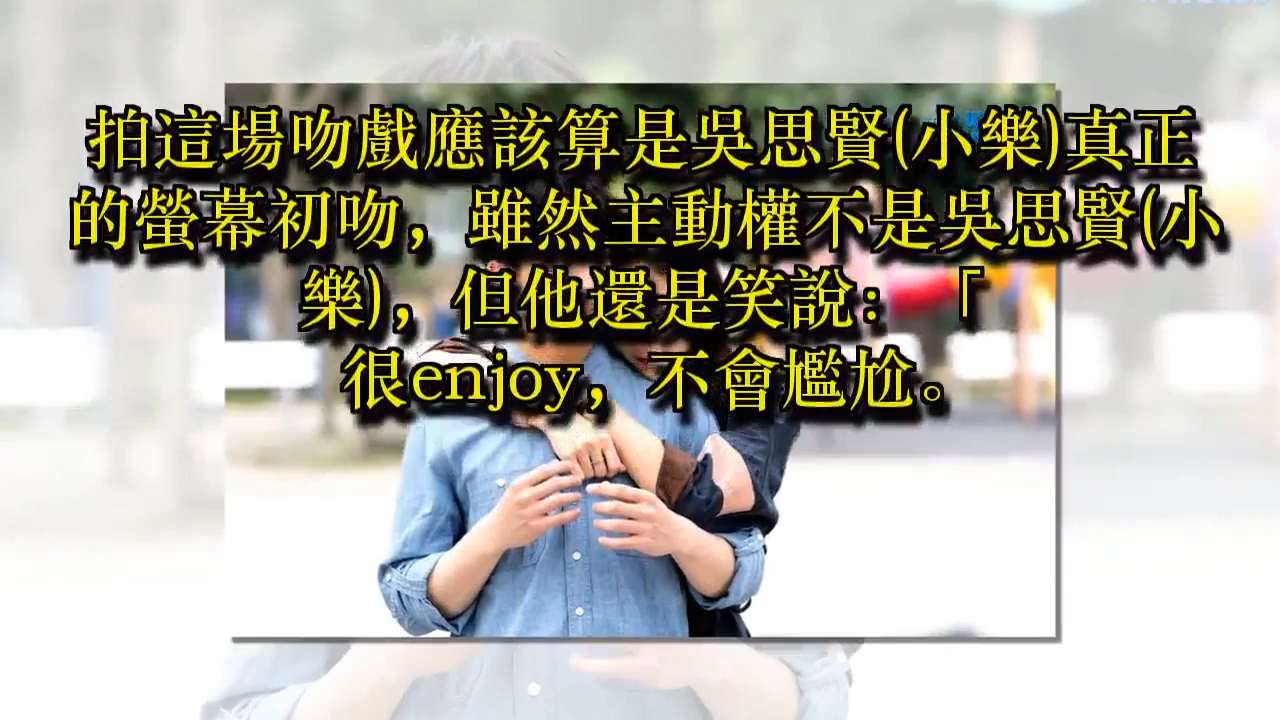 拍這場吻戲應該算是吳思賢(小樂)真正
的螢幕初吻，雖然主動權不是吳思賢(小
樂)，但他還是笑說：「
很enjoy，不會尷尬。